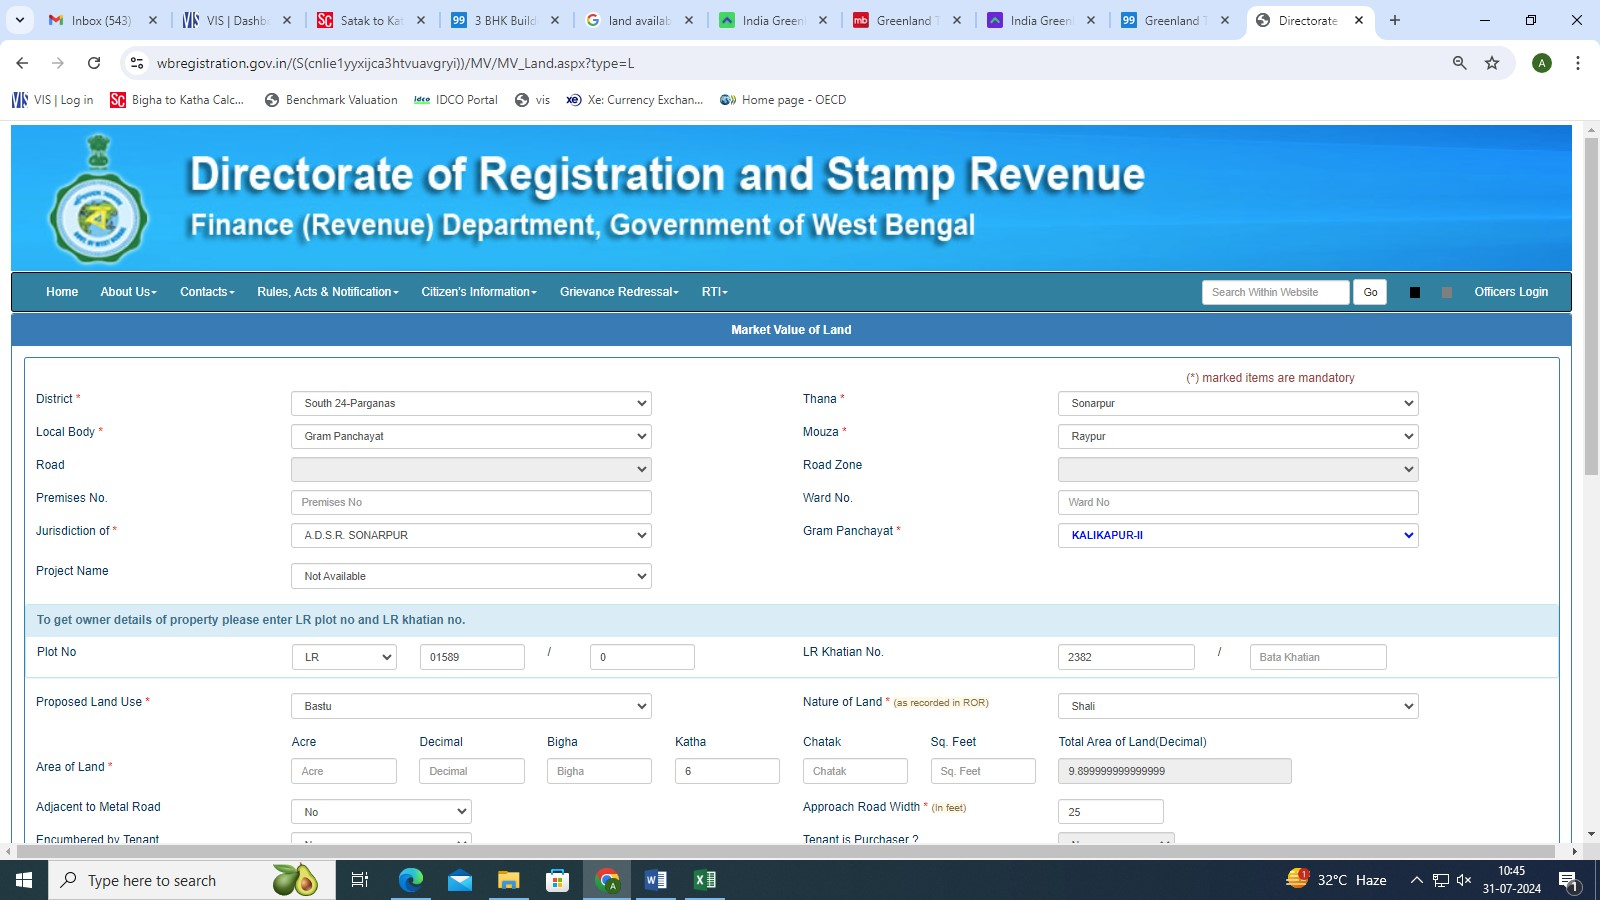 Inbox (543)
VIS | Dashb
Satak to Kat
3 BHK Build
land availab
India Green
Greenland T
India Green
Greenland T
Directorate
wbregistration.gov.in/(S(cnlie1yyxijca3htvuavgryi))/MV/MV_Land.aspx?type=L
A
VIS | Log in
Bigha to Katha Calc...
Benchmark Valuation
IDCO Portal
vis
Xe: Currency Exchan...
Home page - OECD
Directorate of Registration and Stamp Revenue
Finance (Revenue) Department, Government of West Bengal
Home About Us Contacts Rules, Acts & Notification Citizen's Information Grievance Redressal RTI Search Within Website Go Officers Login
Market Value of Land
(*) marked items are mandatory
District * South 24-Parganas Thana * Sonarpur
Local Body * Gram Panchayat Mouza * Raypur
Road Road Zone
Premises No. Premises No Ward No. Ward No
Jurisdiction of * A.D.S.R. SONARPUR Gram Panchayat * KALIKAPUR-II
Project Name Not Available
To get owner details of property please enter LR plot no and LR khatian no.
Plot No LR 01589 / 0 LR Khatian No. 2382 / Bata Khatian
Proposed Land Use * Bastu Nature of Land * (as recorded in ROR) Shali
Acre Decimal Bigha Katha Chatak Sq. Feet Total Area of Land(Decimal)
Area of Land * Acre Decimal Bigha 6 Chatak Sq. Feet 9.899999999999999
Adjacent to Metal Road No Approach Road Width * (In feet) 25
Encumbered by Tenant Tenant is Purchaser ?
Type here to search
32°C Haze
10:45
31-07-2024
1